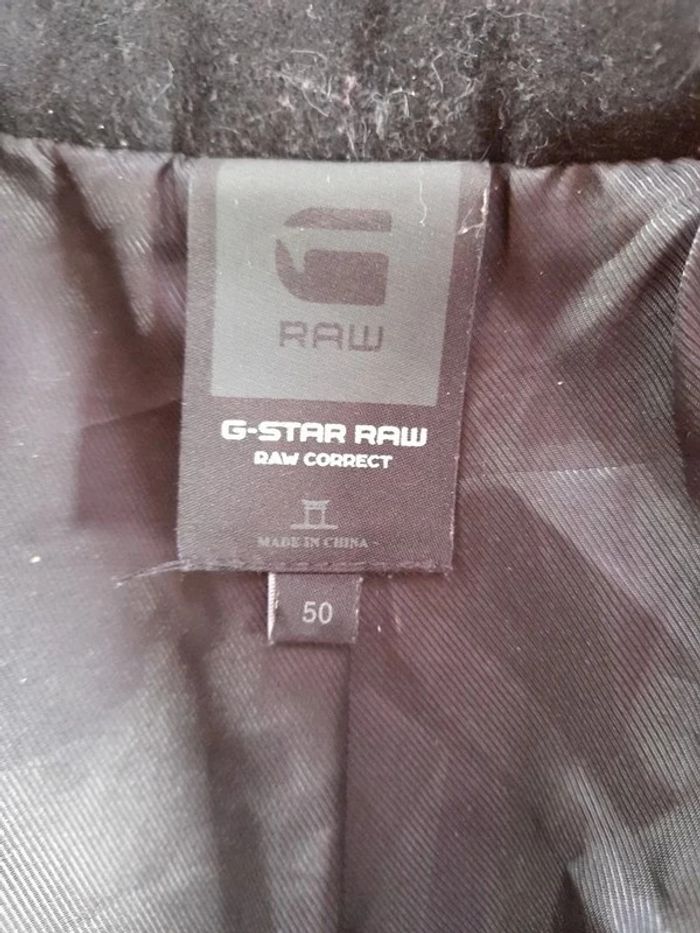 RAW
G-STAR RAW
RAW CORRECT
MADE IN CHINA -
50